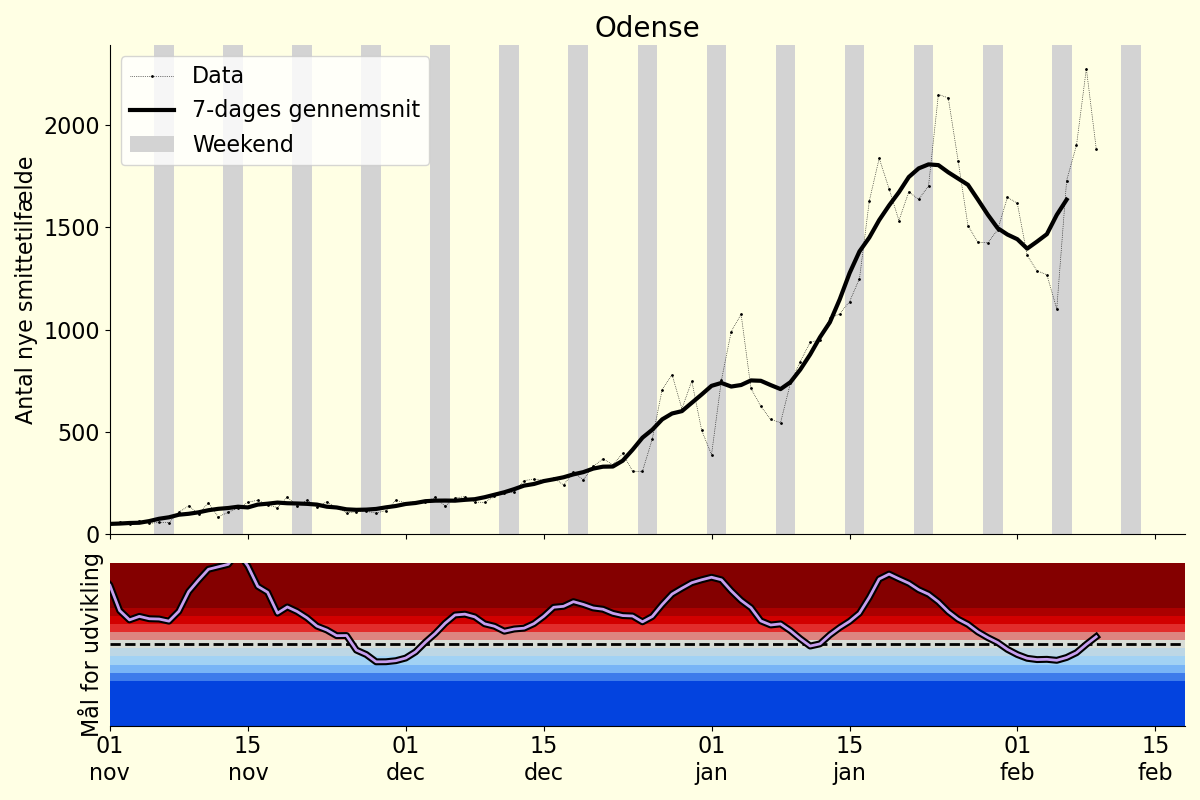 Odense
Data
7-dages gennemsnit
Weekend
Antal nye smittetilfælde
2000
1500
1000
500
0
Mål for udvikling
01 15 01 15 01 15 01 15
nov nov dec dec jan jan feb feb